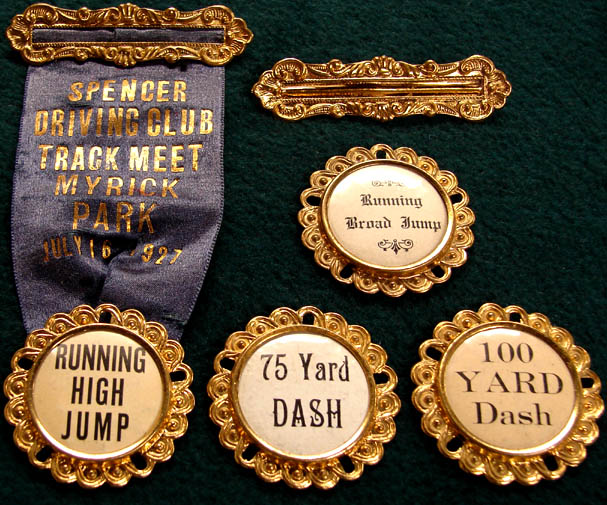 SPENCER
DRIVING CLUB
TRACK MEET
MYRICK
PARK
JULY 16 1927
Running
Broad Jump
RUNNING
HIGH
JUMP
75 Yard
DASH
100
YARD
Dash